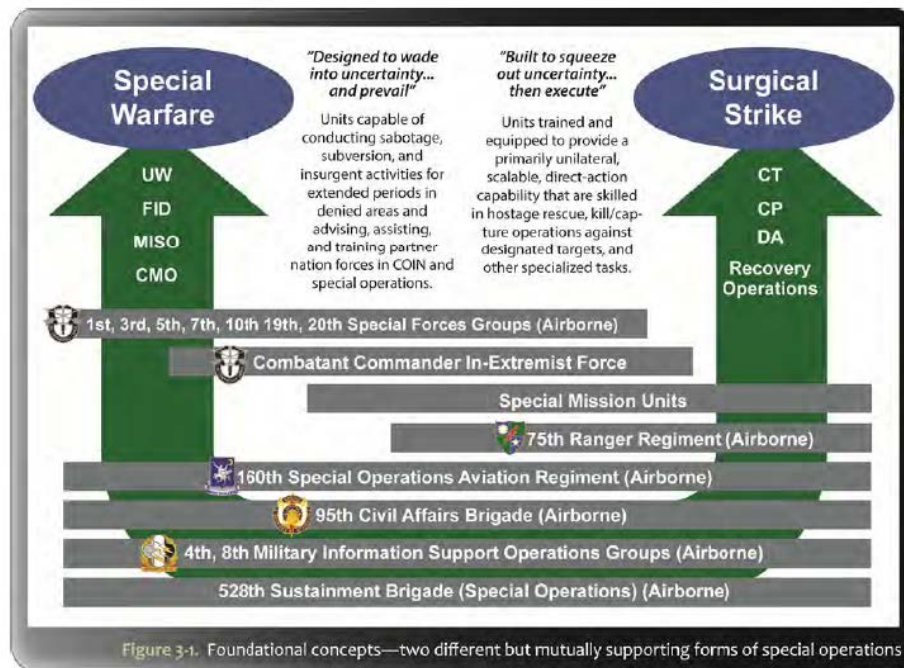 Special
Warfare
"Designed to wade
into uncertainty...
and prevail"
Units capable of
conducting sabotage,
subversion, and
insurgent activities for
extended periods in
denied areas and
advising, assisting,
and training partner
nation forces in COIN and
special operations.
"Built to squeeze
out uncertainty...
then execute"
Units trained and
equipped to provide a
primarily unilateral,
scalable, direct-action
capability that are skilled
in hostage rescue, kill/cap-
ture operations against
designated targets, and
other specialized tasks.
Surgical
Strike
UW
FID
MISO
CMO
CT
CP
DA
Recovery
Operations
1st, 3rd, 5th, 7th, 10th 19th, 20th Special Forces Groups (Airborne)
Combatant Commander In-Extremist Force
Special Mission Units
75th Ranger Regiment (Airborne)
160th Special Operations Aviation Regiment (Airborne)
95th Civil Affairs Brigade (Airborne)
4th, 8th Military Information Support Operations Groups (Airborne)
528th Sustainment Brigade (Special Operations) (Airborne)
Figure 3-1. Foundational concepts—two different but mutually supporting forms of special operations